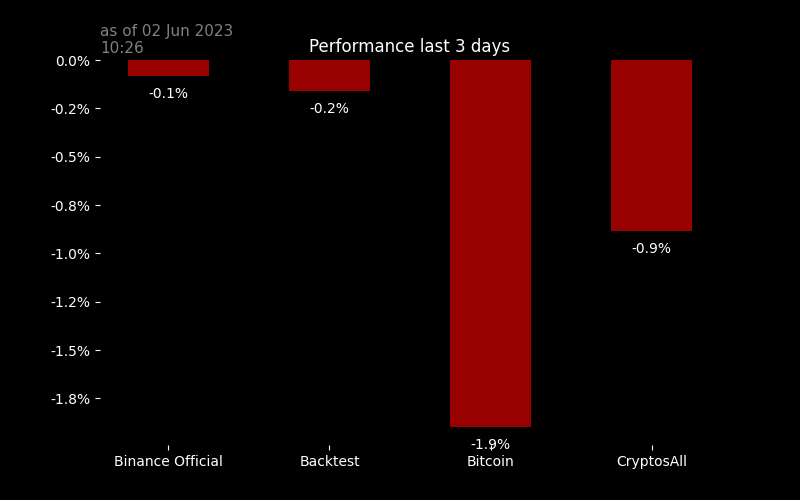 as of 02 Jun 2023
10:26
Performance last 3 days
0.0%
-0.2%
-0.5%
-0.8%
-1.0%
-1.2%
-1.5%
-1.8%
-0.1%
-0.2%
-1.9%
-0.9%
Binance Official
Backtest
Bitcoin
CryptosAll